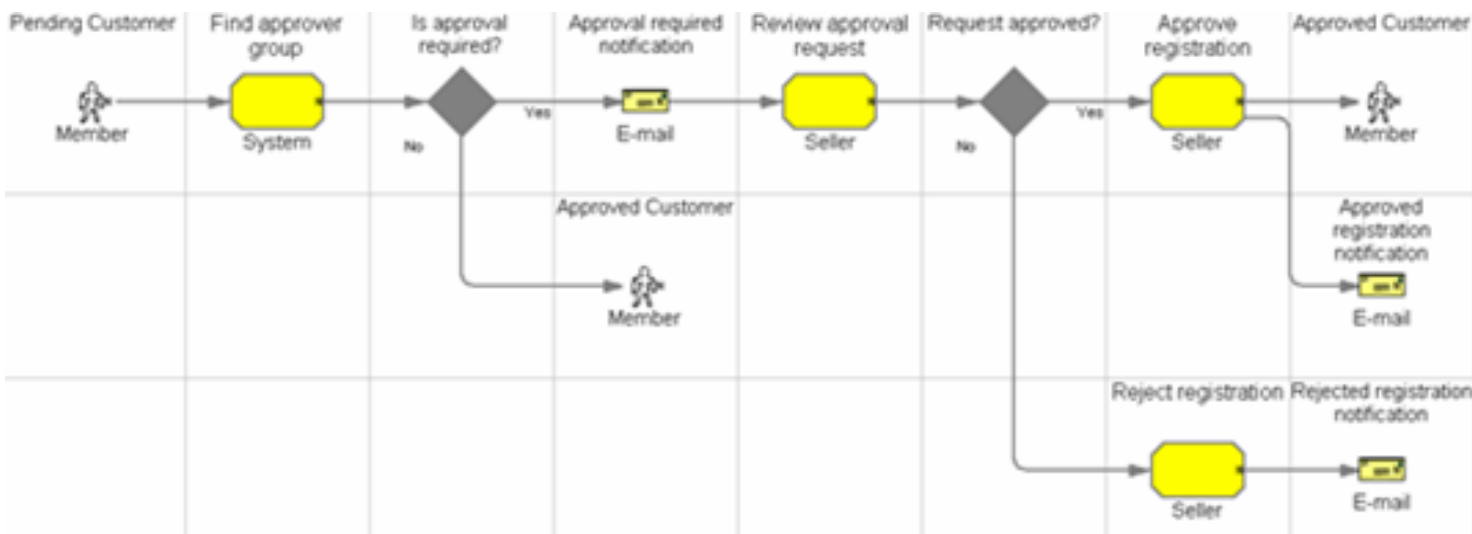 Pending Customer
Find approver
group
Is approval
required?
Approval required
notification
Review approval
request
Request approved?
Approve
registration
Approved Customer
Member
System
Yes
No
E-mail
Seller
Yes
No
Seller
Member
Approved Customer
Member
Approved
registration
notification
E-mail
Reject registration
Rejected registration
notification
Seller
E-mail